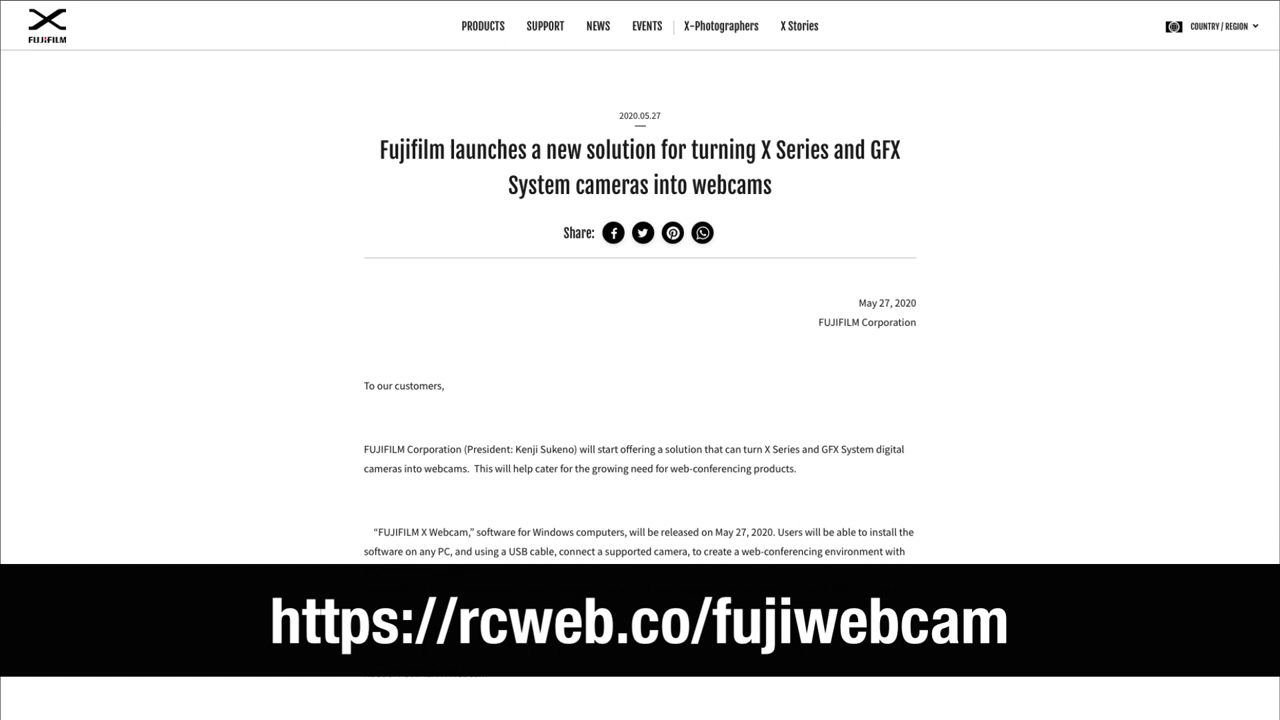 FUJIFILM
PRODUCTS SUPPORT NEWS EVENTS X-Photographers X Stories
COUNTRY / REGION
2020.05.27
Fujifilm launches a new solution for turning X Series and GFX
System cameras into webcams
Share:
May 27, 2020
FUJIFILM Corporation
To our customers,
FUJIFILM Corporation (President: Kenji Sukeno) will start offering a solution that can turn X Series and GFX System digital
cameras into webcams. This will help cater for the growing need for web-conferencing products.
“FUJIFILM X Webcam,” software for Windows computers, will be released on May 27, 2020. Users will be able to install the
software on any PC, and using a USB cable, connect a supported camera, to create a web-conferencing environment with
https://rcweb.co/fujiwebcam